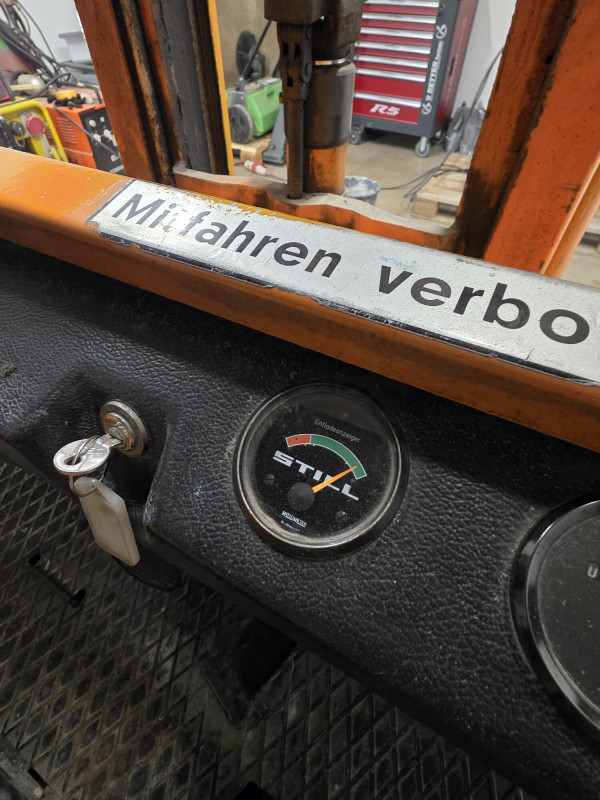 R5
Mitfahren verbo
Entladeanzeiger
STILL